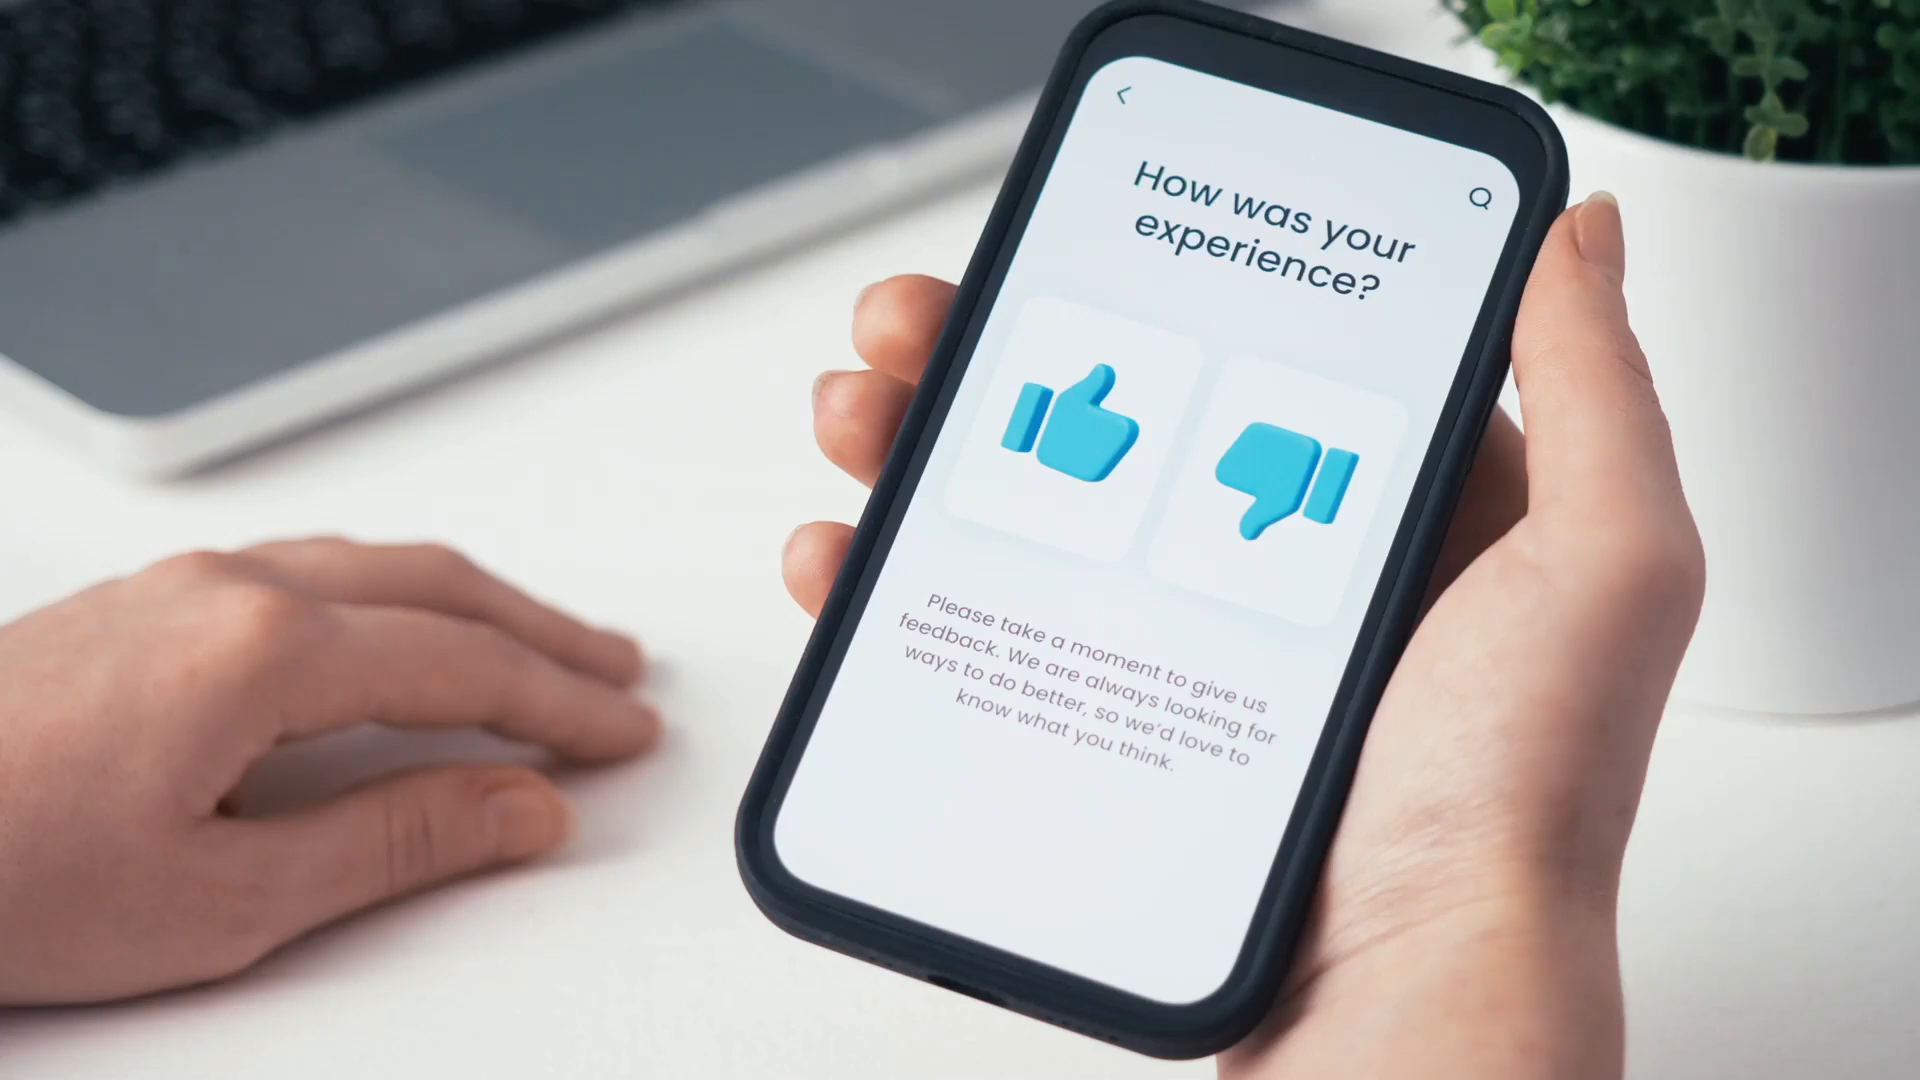 How was your
experience?
Please take a moment to give us
feedback. We are always looking for
ways to do better, so we'd love to
know what you think.